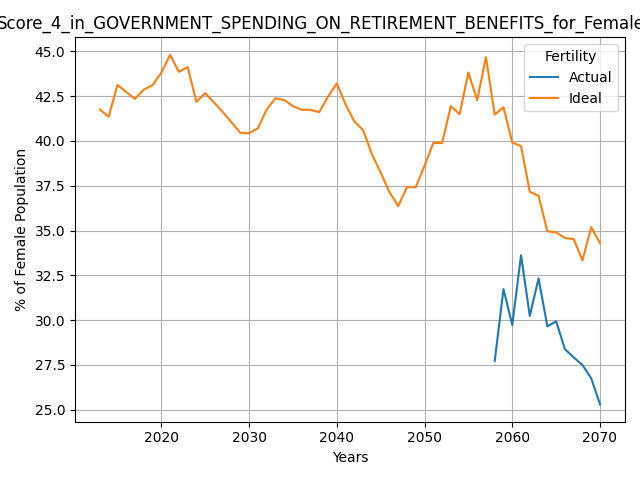 Score_4_in_GOVERNMENT_SPENDING_ON_RETIREMENT_BENEFITS_for_Female
Fertility
Actual
Ideal
45.0
42.5
40.0
37.5
35.0
32.5
30.0
27.5
25.0
% of Female Population
2020 2030 2040 2050 2060 2070
Years